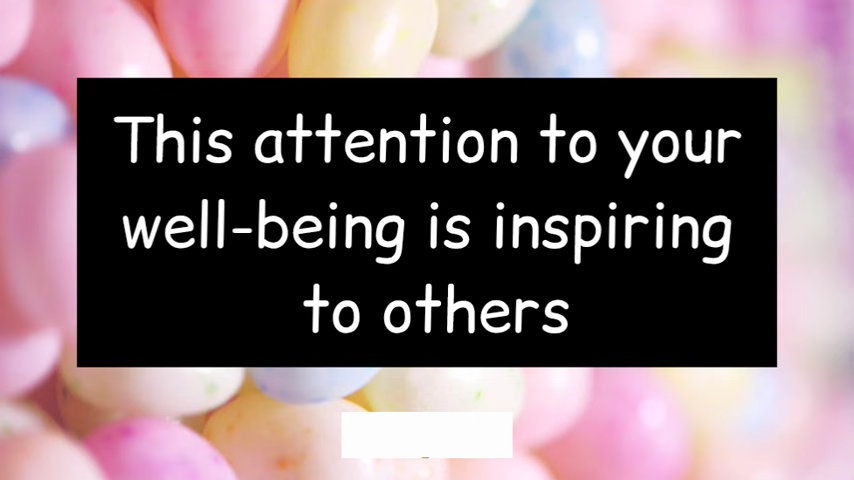 This attention to your
well-being is inspiring
to others